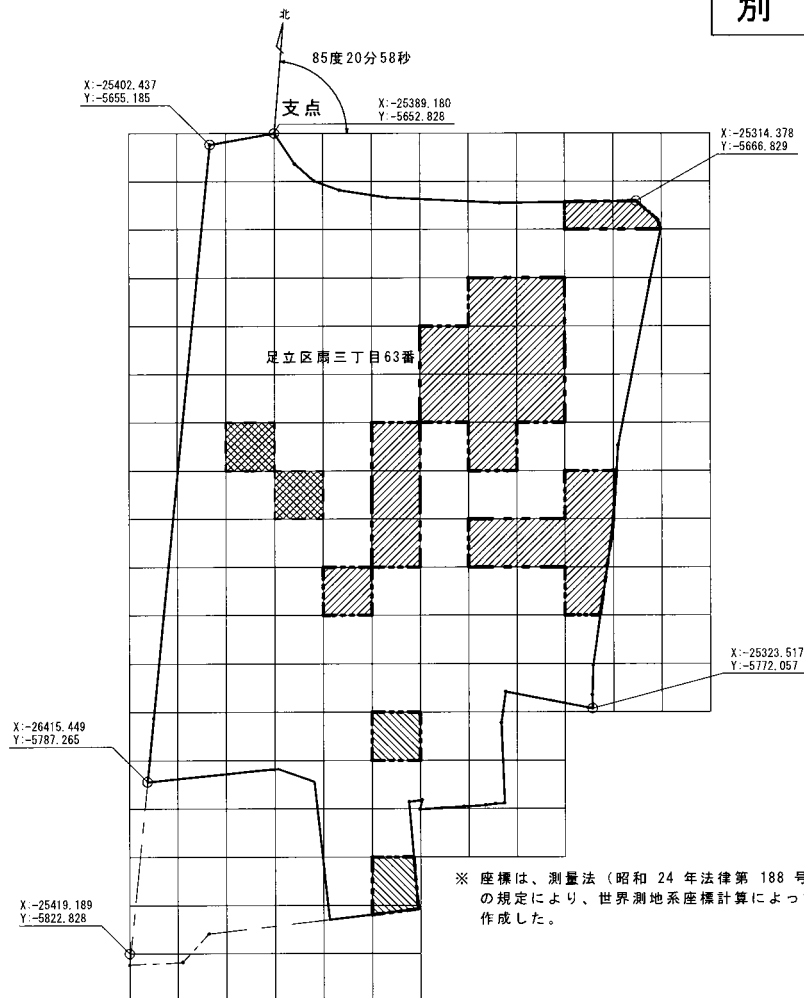 別
北
85度20分58秒
X:-25402.437
Y:-5655.185
支点
X:-25389.180
Y:-5652.828
X:-25314.378
Y:-5666.829
足立区扇三丁目63番
X:-25323.517
Y:-5772.057
X:-26415.449
Y:-5787.265
X:-25419.189
Y:-5822.828
※ 座標は、測量法（昭和 24 年法律第 188 号
の規定により、世界測地系座標計算によっ
作成した。